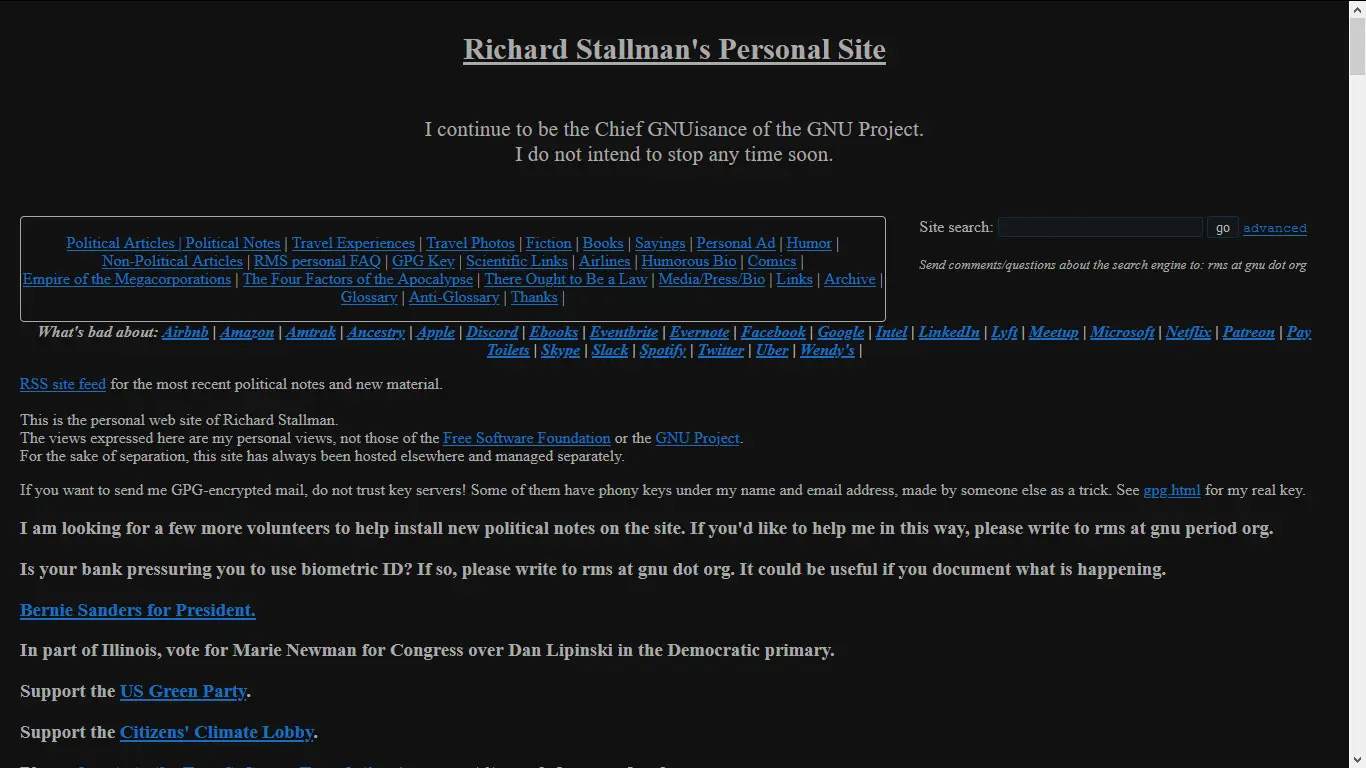 Richard Stallman's Personal Site
I continue to be the Chief GNUisance of the GNU Project.
I do not intend to stop any time soon.
Political Articles | Political Notes | Travel Experiences | Travel Photos | Fiction | Books | Sayings | Personal Ad | Humor |
Non-Political Articles | RMS personal FAQ | GPG Key | Scientific Links | Airlines | Humorous Bio | Comics |
Empire of the Megacorporations | The Four Factors of the Apocalypse | There Ought to Be a Law | Media/Press/Bio | Links | Archive |
Glossary | Anti-Glossary | Thanks |
Site search: go advanced
Send comments/questions about the search engine to: rms at gnu dot org
What's bad about: Airbnb | Amazon | Amtrak | Ancestry | Apple | Discord | Ebooks | Eventbrite | Evernote | Facebook | Google | Intel | LinkedIn | Lyft | Meetup | Microsoft | Netflix | Patreon | Pay
Toilets | Skype | Slack | Spotify | Twitter | Uber | Wendy's |
RSS site feed for the most recent political notes and new material.
This is the personal web site of Richard Stallman.
The views expressed here are my personal views, not those of the Free Software Foundation or the GNU Project.
For the sake of separation, this site has always been hosted elsewhere and managed separately.
If you want to send me GPG-encrypted mail, do not trust key servers! Some of them have phony keys under my name and email address, made by someone else as a trick. See gpg.html for my real key.
I am looking for a few more volunteers to help install new political notes on the site. If you'd like to help me in this way, please write to rms at gnu period org.
Is your bank pressuring you to use biometric ID? If so, please write to rms at gnu dot org. It could be useful if you document what is happening.
Bernie Sanders for President.
In part of Illinois, vote for Marie Newman for Congress over Dan Lipinski in the Democratic primary.
Support the US Green Party.
Support the Citizens' Climate Lobby.